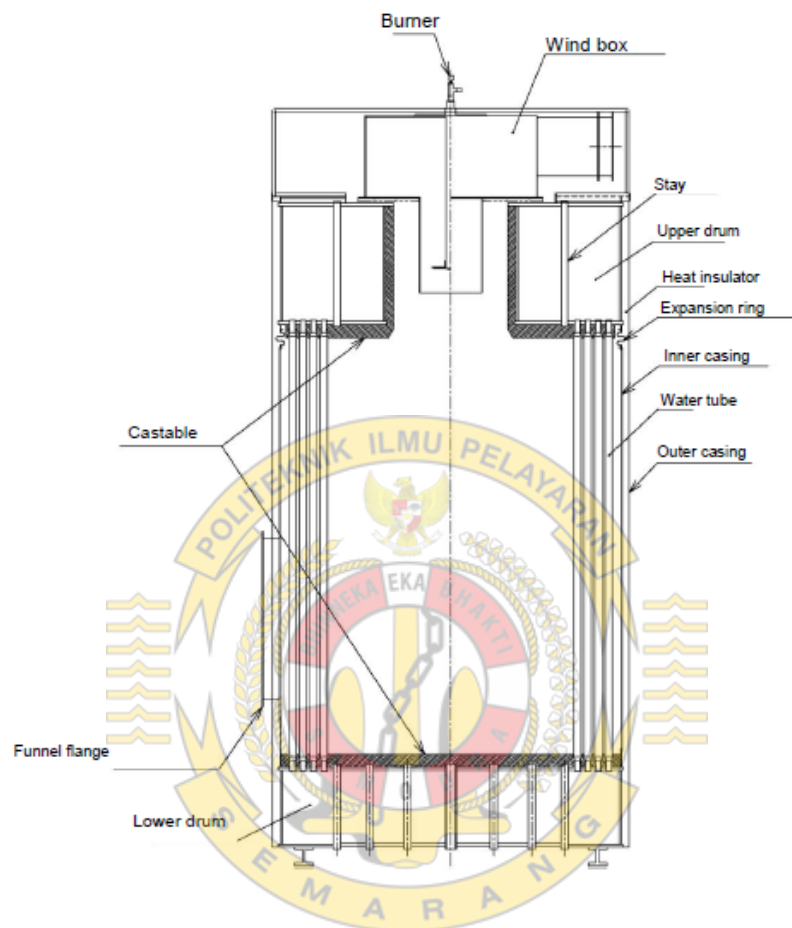 Burner
Wind box
Stay
Upper drum
Heat insulator
Expansion ring
Inner casing
Water tube
Outer casing
Castable
Funnel flange
Lower drum
POLITEKNIK ILMU PELAYARAN
BHINNEKA EKA BHAKTI
SEMARANG